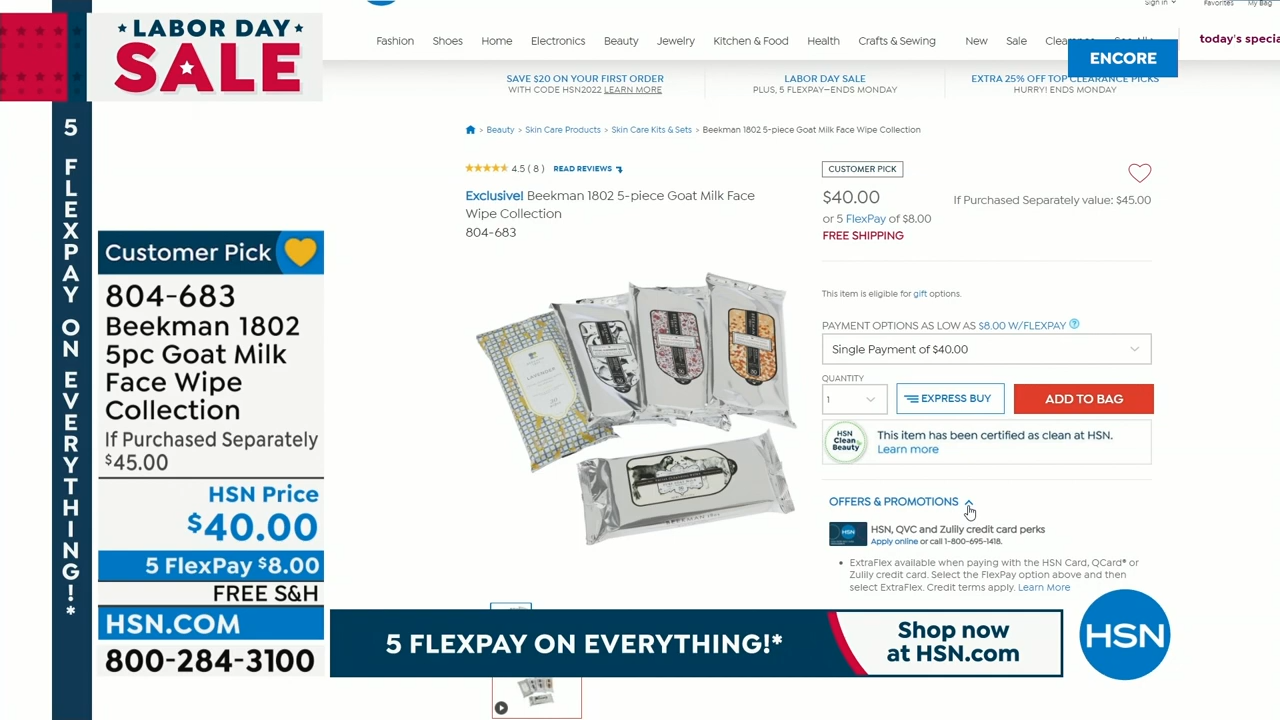 LABOR DAY
SALE
5 FLEXPAY ON EVERYTHING!*
Customer Pick
804-683
Beekman 1802
5pc Goat Milk
Face Wipe
Collection
If Purchased Separately
$45.00
HSN Price
$40.00
5 FlexPay $8.00
FREE S&H
HSN.COM
800-284-3100
Sign in
Favorites
My Bag
Fashion
Shoes
Home
Electronics
Beauty
Jewelry
Kitchen & Food
Health
Crafts & Sewing
New
Sale
today's specia
ENCORE
SAVE $20 ON YOUR FIRST ORDER
WITH CODE HSN2022 LEARN MORE
LABOR DAY SALE
PLUS, 5 FLEXPAY—ENDS MONDAY
EXTRA 25% OFF TOP CLEARANCE PICKS
HURRY! ENDS MONDAY
> Beauty > Skin Care Products > Skin Care Kits & Sets > Beekman 1802 5-piece Goat Milk Face Wipe Collection
4.5 ( 8 ) READ REVIEWS
Exclusive! Beekman 1802 5-piece Goat Milk Face
Wipe Collection
804-683
LAVENDER
BEEKMAN 1802
CUSTOMER PICK
$40.00
If Purchased Separately value: $45.00
or 5 FlexPay of $8.00
FREE SHIPPING
This item is eligible for gift options.
PAYMENT OPTIONS AS LOW AS $8.00 W/FLEXPAY ?
Single Payment of $40.00
QUANTITY
1
EXPRESS BUY
ADD TO BAG
HSN
Clean
Beauty
This item has been certified as clean at HSN.
Learn more
OFFERS & PROMOTIONS
HSN
HSN, QVC and Zulily credit card perks
Apply online or call 1-800-695-1418.
• ExtraFlex available when paying with the HSN Card, QCard® or
Zulily credit card. Select the FlexPay option above and then
select ExtraFlex. Credit terms apply. Learn More
5 FLEXPAY ON EVERYTHING!*
Shop now
at HSN.com
HSN